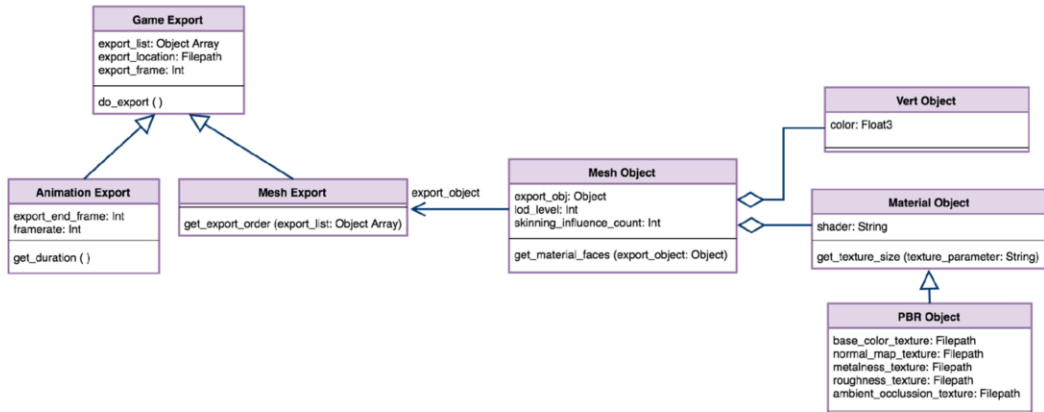 Game Export
export_list: Object Array
export_location: Filepath
export_frame: Int
do_export ( )
Animation Export
export_end_frame: Int
framerate: Int
get_duration ( )
Mesh Export
get_export_order (export_list: Object Array)
export_object
Mesh Object
export_obj: Object
lod_level: Int
skinning_influence_count: Int
get_material_faces (export_object: Object)
Vert Object
color: Float3
Material Object
shader: String
get_texture_size (texture_parameter: String)
PBR Object
base_color_texture: Filepath
normal_map_texture: Filepath
metalness_texture: Filepath
roughness_texture: Filepath
ambient_occlussion_texture: Filepath